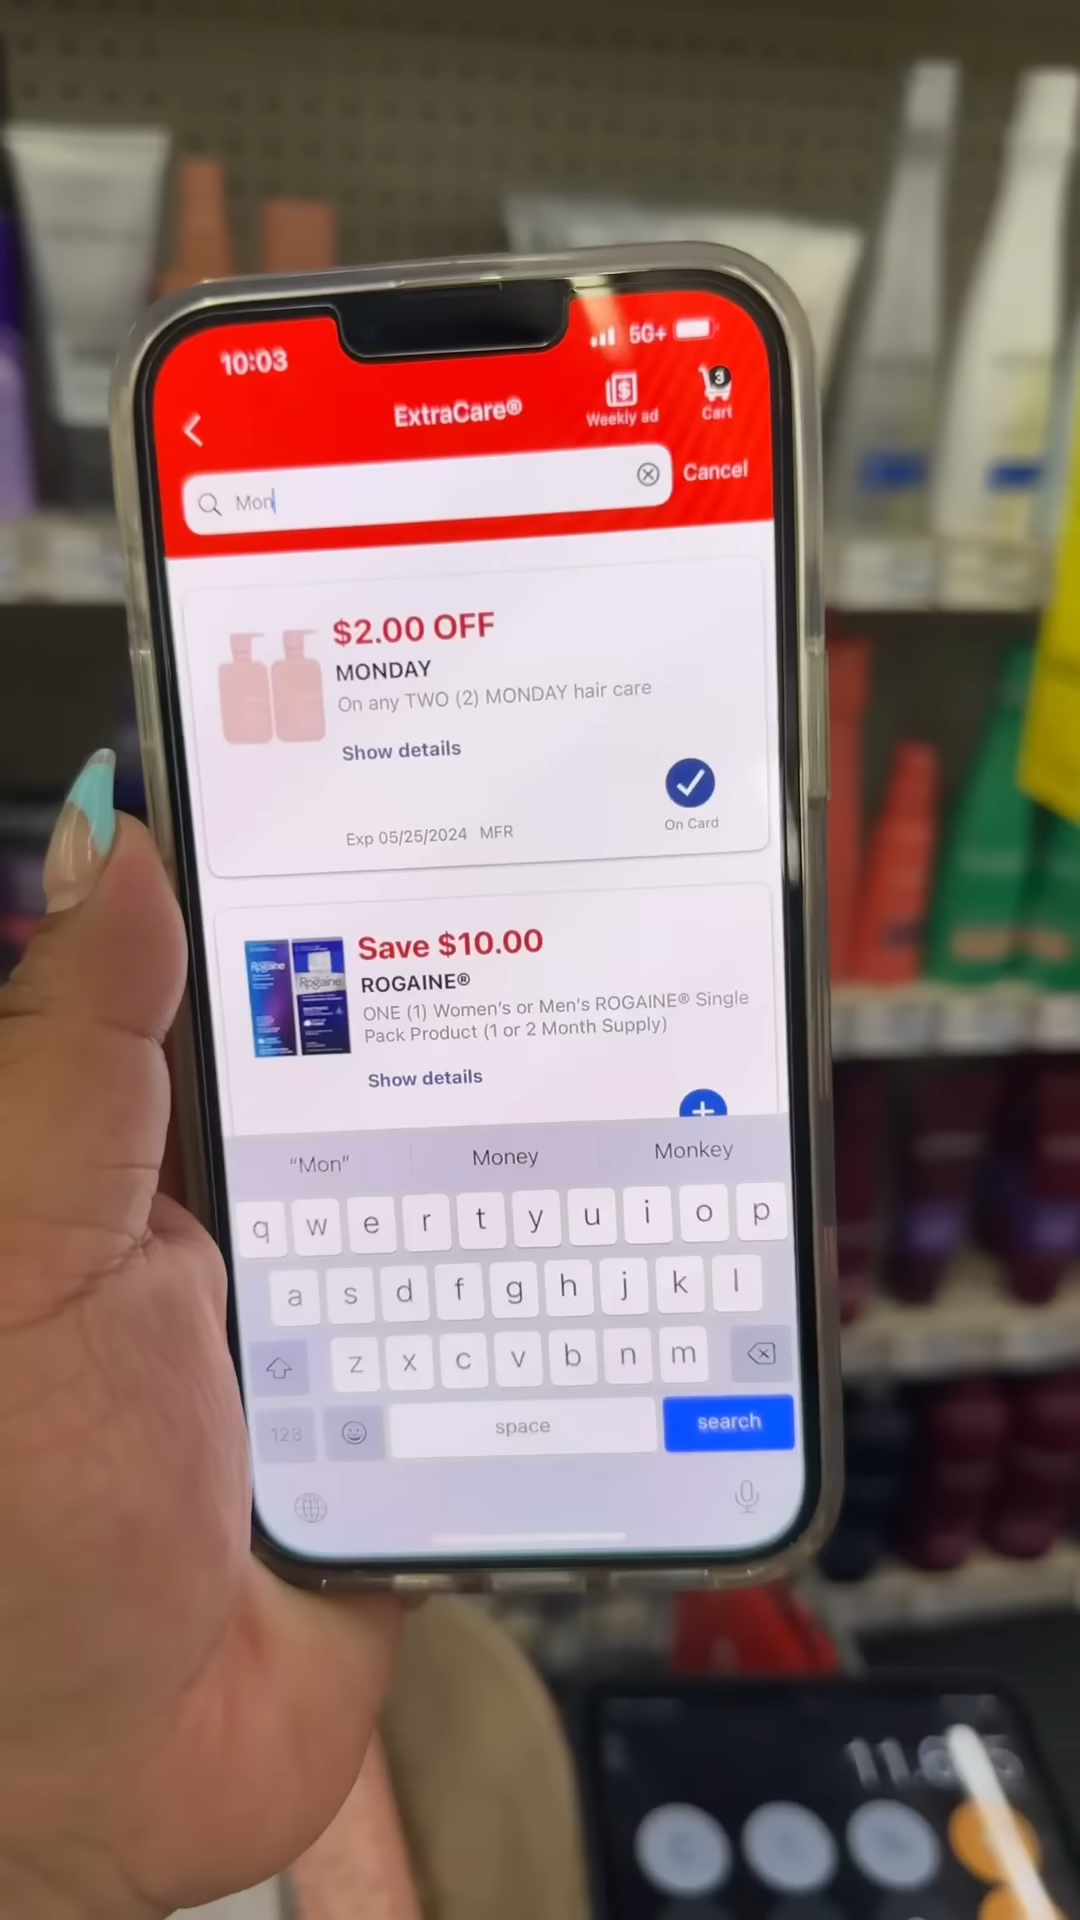 10:03
5G+
ExtraCare®
Weekly ad
3
Cart
Mon
Cancel
$2.00 OFF
MONDAY
On any TWO (2) MONDAY hair care
Show details
On Card
Exp 05/25/2024 MFR
Save $10.00
ROGAINE®
ONE (1) Women's or Men's ROGAINE® Single
Pack Product (1 or 2 Month Supply)
Rogaine
Rogaine
Show details
"Mon" Money Monkey
q w e r t y u i o p
a s d f g h j k l
z x c v b n m
123 space search